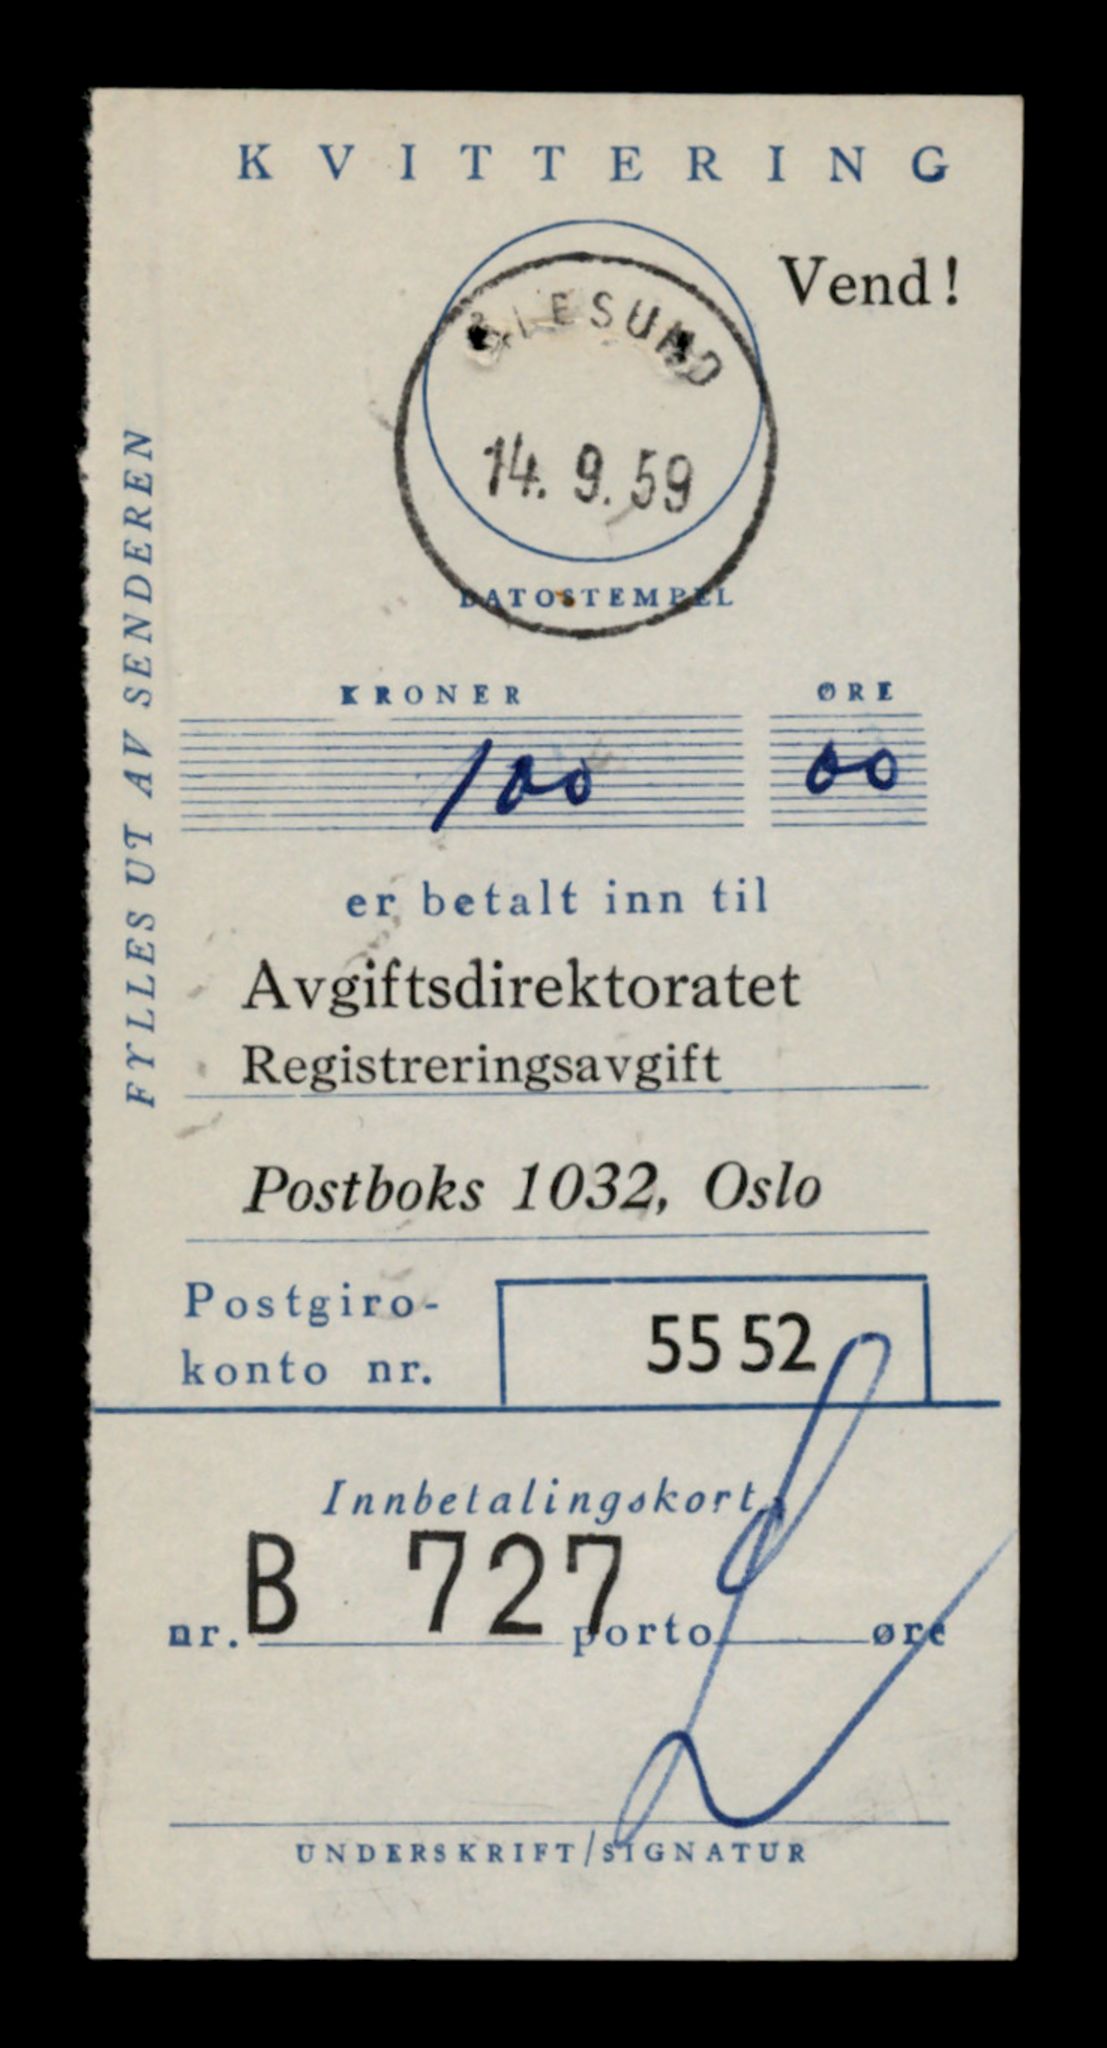 KVITTERING
Vend!
ÅLESUND
14. 9. 59
DATOSTEMPEL
FYLLES UT AV SENDEREN
KRONER ØRE
100 00
er betalt inn til
Avgiftsdirektoratet
Registreringsavgift
Postboks 1032, Oslo
Postgiro-
konto nr. 55 52
Innbetalingskort
nr. B 727 porto øre
UNDERSKRIFT/SIGNATUR